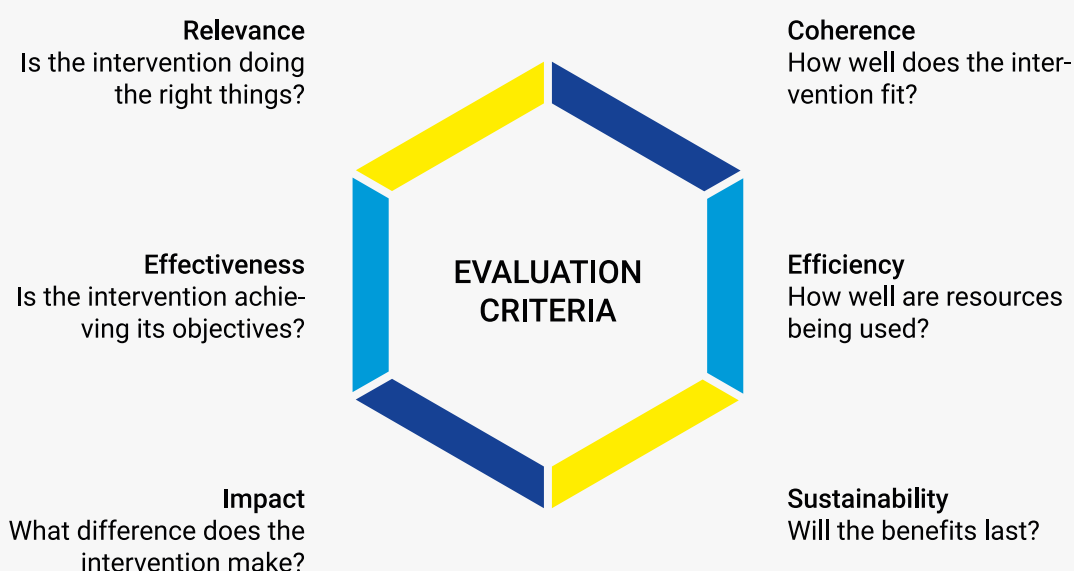 Relevance
Is the intervention doing
the right things?
Coherence
How well does the inter-
vention fit?
Effectiveness
Is the intervention achie-
ving its objectives?
EVALUATION
CRITERIA
Efficiency
How well are resources
being used?
Impact
What difference does the
intervention make?
Sustainability
Will the benefits last?